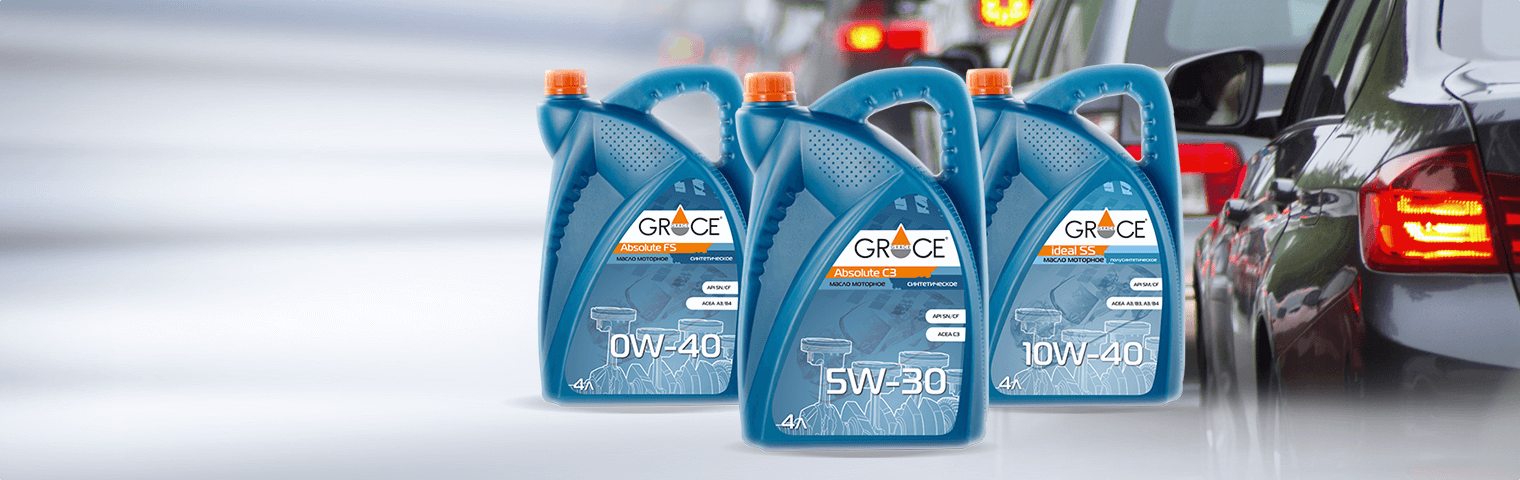 GRACE®
Absolute FS
МАСЛО МОТОРНОЕ СИНТЕТИЧЕСКОЕ
API SN/CF
ACEA A3/B4
0W-40
4Л
GRACE®
Absolute C3
МАСЛО МОТОРНОЕ СИНТЕТИЧЕСКОЕ
API SN/CF
ACEA C3
5W-30
4Л
GRACE®
Ideal SS
МАСЛО МОТОРНОЕ ПОЛУСИНТЕТИЧЕСКОЕ
API SM/CF
ACEA A3/B3, A3/B4
10W-40
4Л